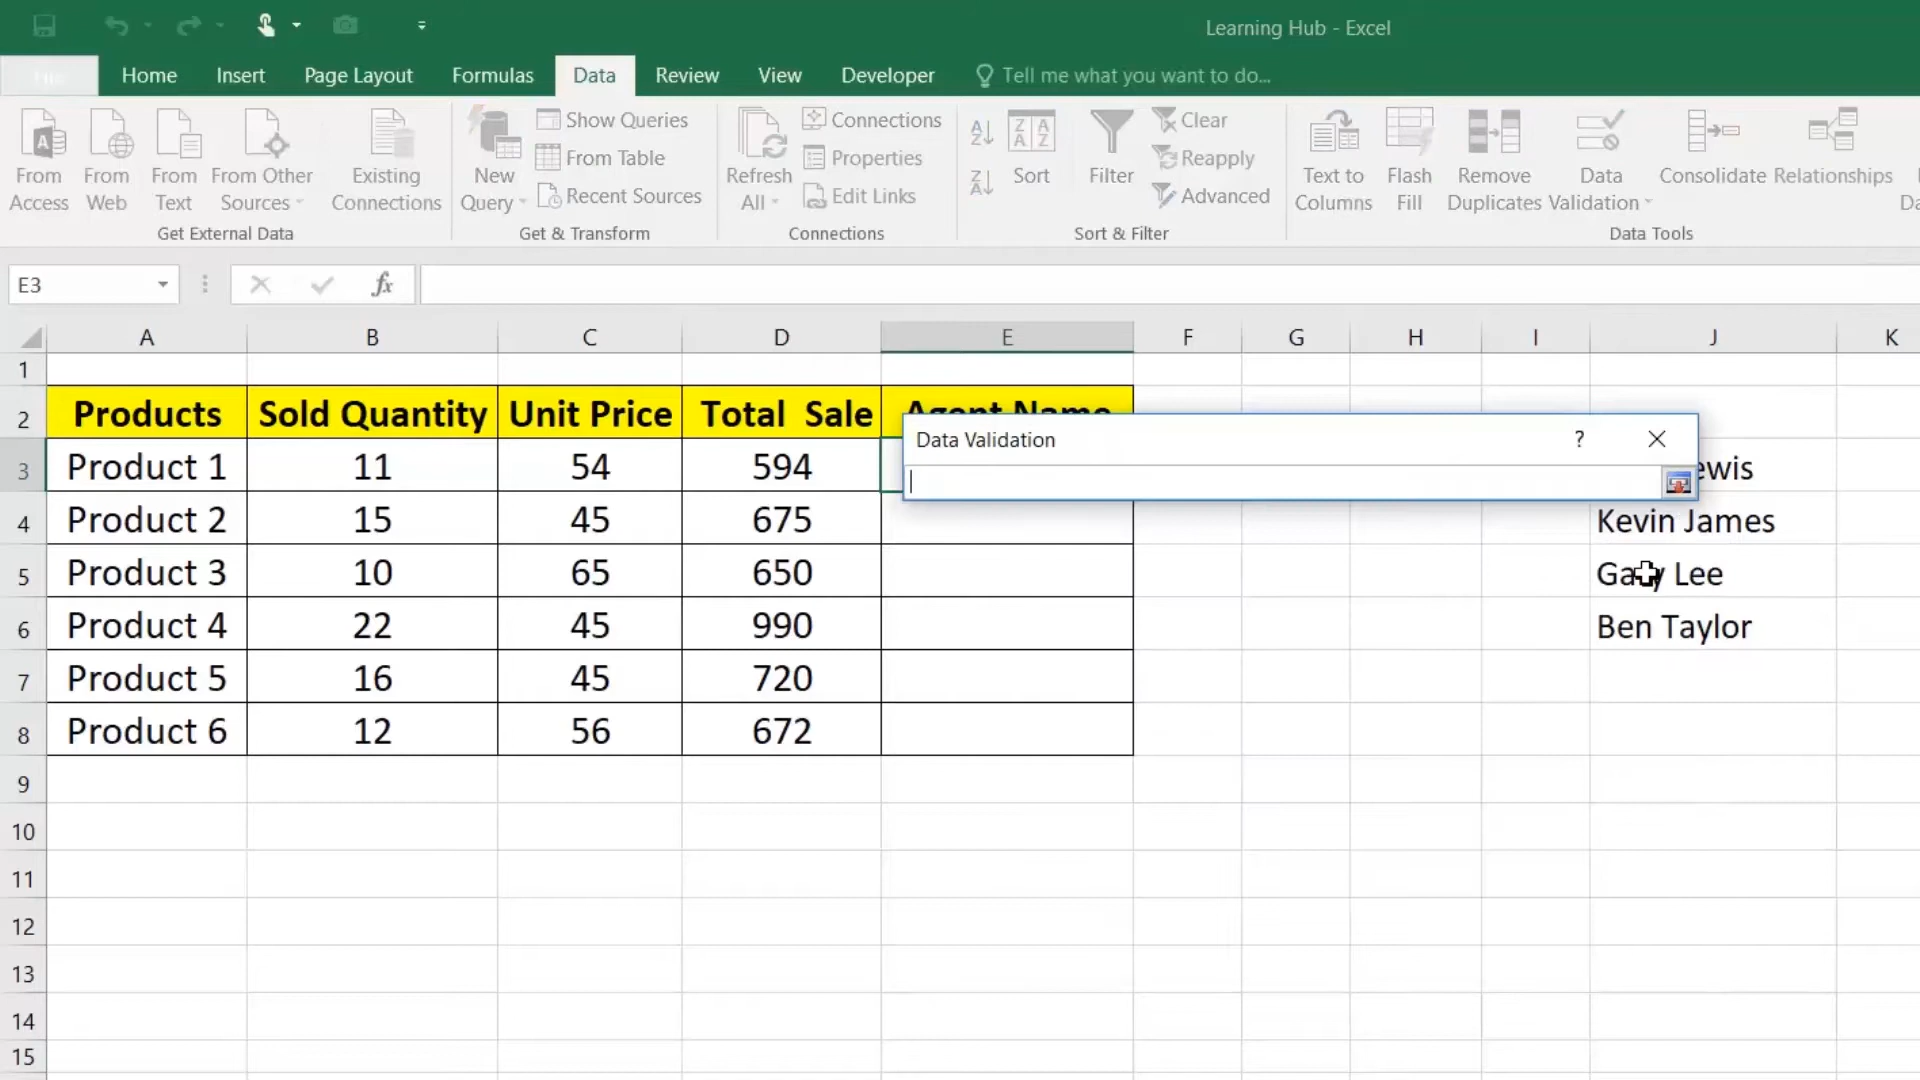 Learning Hub - Excel
Home Insert Page Layout Formulas Data Review View Developer Tell me what you want to do...
From Access
From Web
From Text
From Other Sources
Existing Connections
Get External Data
New Query
Show Queries
From Table
Recent Sources
Get & Transform
Refresh All
Connections
Properties
Edit Links
Connections
Sort
Filter
Clear
Reapply
Advanced
Sort & Filter
Text to Columns
Flash Fill
Remove Duplicates
Data Validation
Consolidate
Relationships
Data Tools
E3 fx
A B C D E F G H I J K
1
2 Products Sold Quantity Unit Price Total Sale Agent Name
Data Validation ?
3 Product 1 11 54 594
4 Product 2 15 45 675 Kevin James
5 Product 3 10 65 650 Gary Lee
6 Product 4 22 45 990 Ben Taylor
7 Product 5 16 45 720
8 Product 6 12 56 672
9
10
11
12
13
14
15